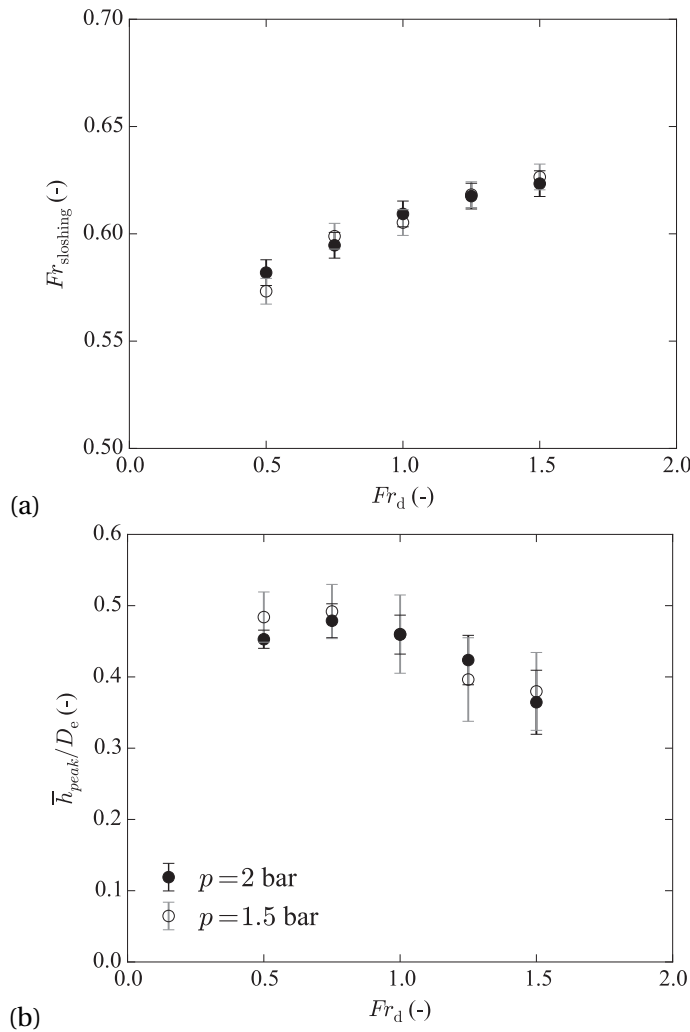 0.70
0.65
0.60
0.55
0.50
Fr_sloshing (-)
0.0 0.5 1.0 1.5 2.0
Fr_d (-)
(a)
0.6
0.5
0.4
0.3
0.2
0.1
0.0
h̅_peak/D_e (-)
p = 2 bar
p = 1.5 bar
0.0 0.5 1.0 1.5 2.0
Fr_d (-)
(b)